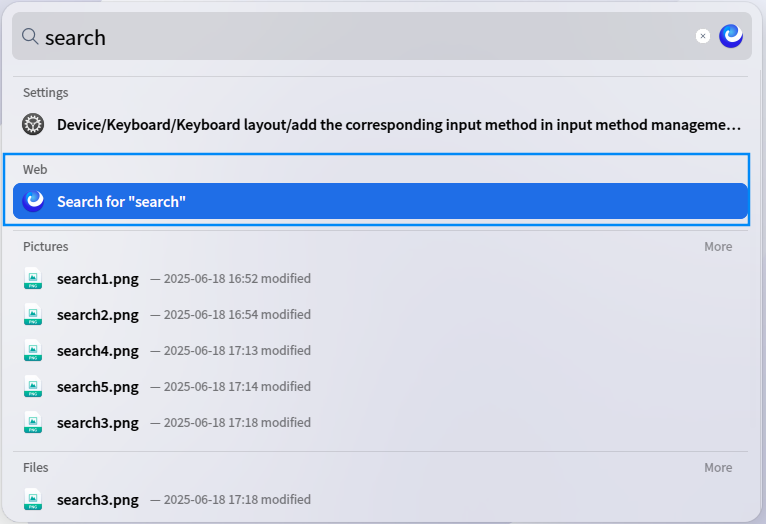 search
Settings
Device/Keyboard/Keyboard layout/add the corresponding input method in input method manageme…
Web
Search for "search"
Pictures More
search1.png — 2025-06-18 16:52 modified
search2.png — 2025-06-18 16:54 modified
search4.png — 2025-06-18 17:13 modified
search5.png — 2025-06-18 17:14 modified
search3.png — 2025-06-18 17:18 modified
Files More
search3.png — 2025-06-18 17:18 modified